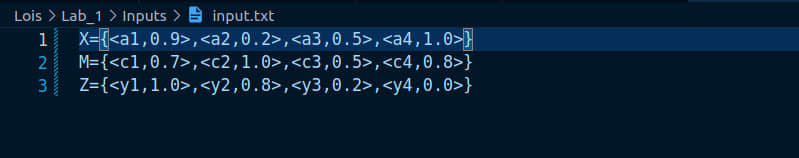 Lois > Lab_1 > Inputs > input.txt
1 X={<a1,0.9>,<a2,0.2>,<a3,0.5>,<a4,1.0>}
2 M={<c1,0.7>,<c2,1.0>,<c3,0.5>,<c4,0.8>}
3 Z={<y1,1.0>,<y2,0.8>,<y3,0.2>,<y4,0.0>}